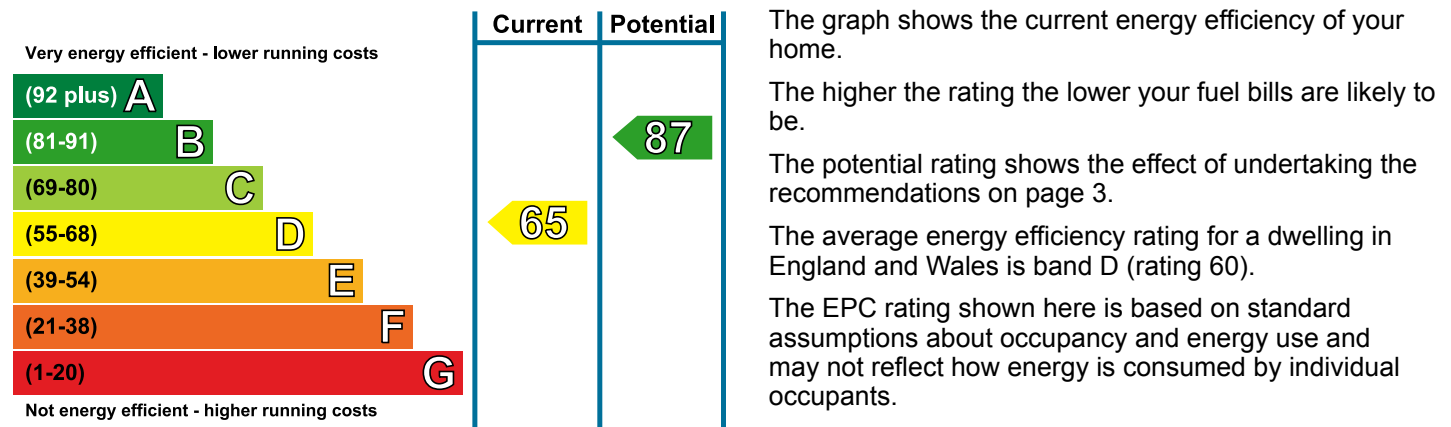 Current Potential
Very energy efficient - lower running costs
(92 plus) A
(81-91) B
87
(69-80) C
(55-68) D
65
(39-54) E
(21-38) F
(1-20) G
Not energy efficient - higher running costs
The graph shows the current energy efficiency of your
home.
The higher the rating the lower your fuel bills are likely to
be.
The potential rating shows the effect of undertaking the
recommendations on page 3.
The average energy efficiency rating for a dwelling in
England and Wales is band D (rating 60).
The EPC rating shown here is based on standard
assumptions about occupancy and energy use and
may not reflect how energy is consumed by individual
occupants.